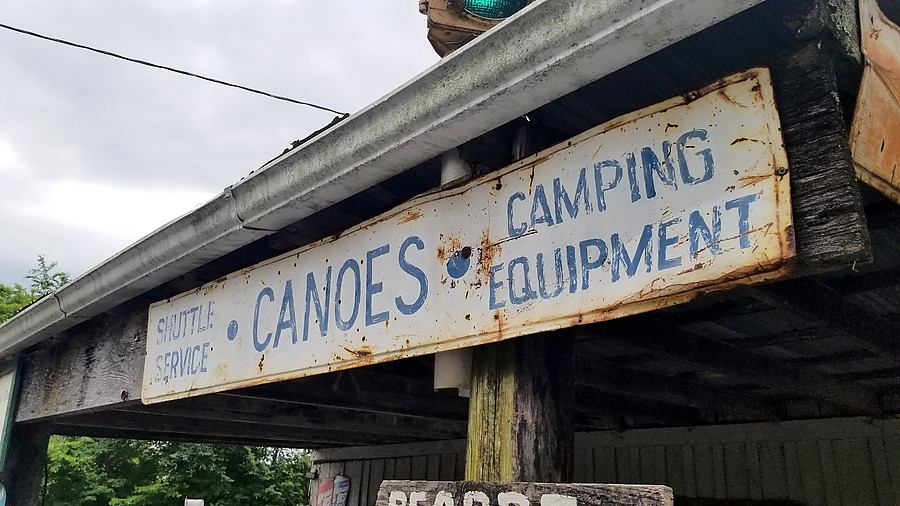 SHUTTLE
SERVICE
• CANOES •
CAMPING
EQUIPMENT